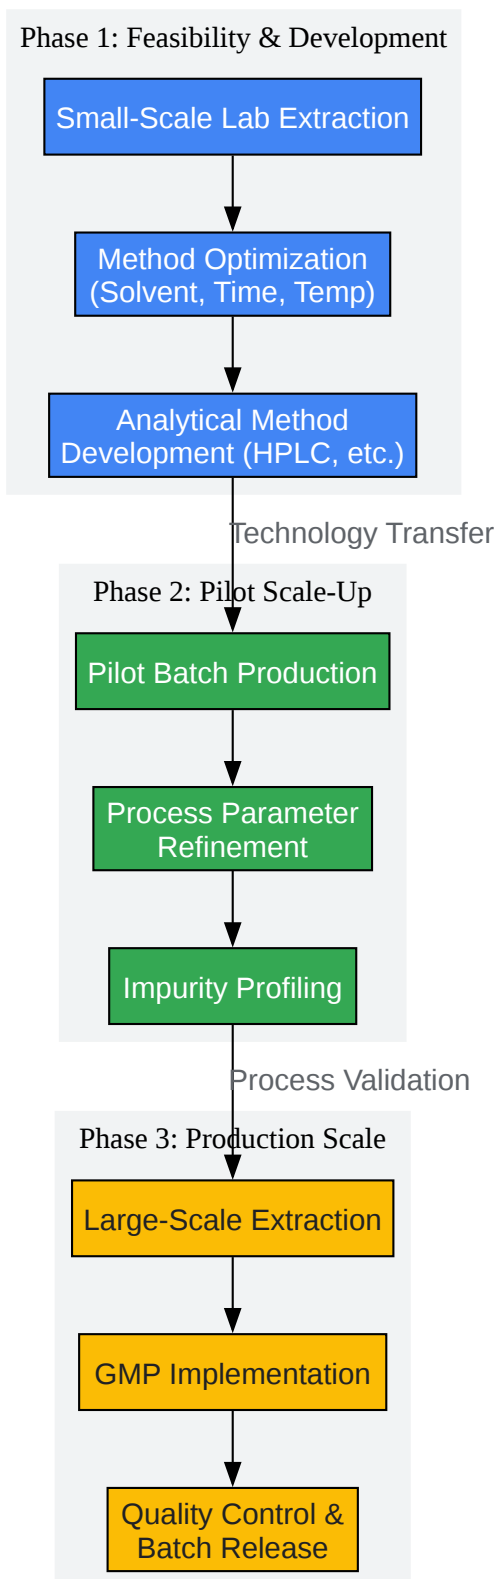 Phase 1: Feasibility & Development
Small-Scale Lab Extraction
Method Optimization
(Solvent, Time, Temp)
Analytical Method
Development (HPLC, etc.)
Technology Transfer
Phase 2: Pilot Scale-Up
Pilot Batch Production
Process Parameter
Refinement
Impurity Profiling
Process Validation
Phase 3: Production Scale
Large-Scale Extraction
GMP Implementation
Quality Control &
Batch Release